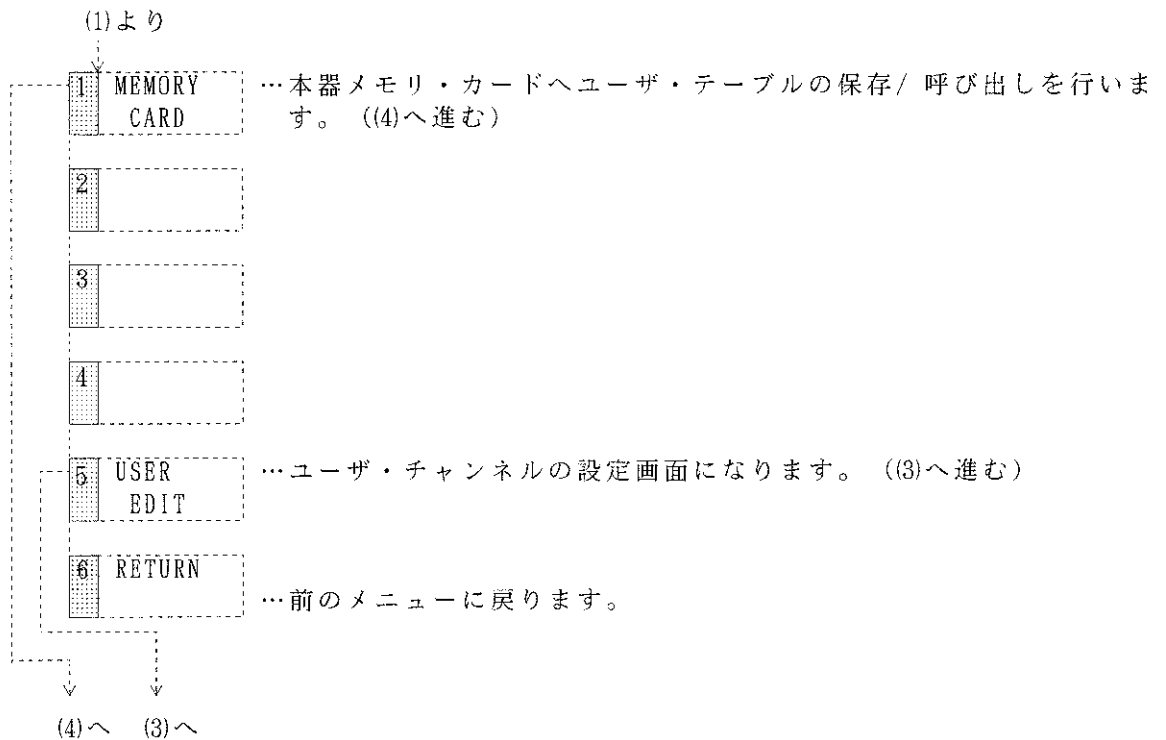 (1)より
1 MEMORY …本器メモリ・カードへユーザ・テーブルの保存/ 呼び出しを行いま
CARD す。 ((4)へ進む)
2
3
4
5 USER …ユーザ・チャンネルの設定画面になります。 ((3)へ進む)
EDIT
6 RETURN
…前のメニューに戻ります。
(4)へ (3)へ